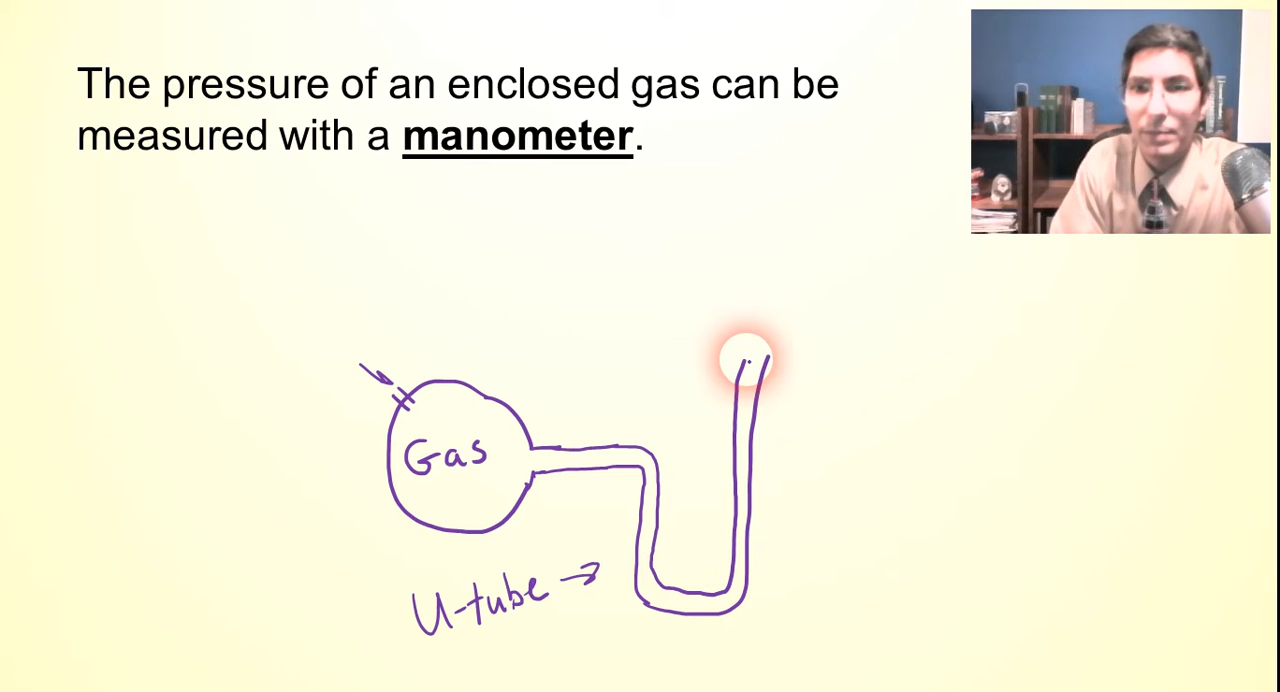 The pressure of an enclosed gas can be
measured with a manometer.
Gas
U-tube